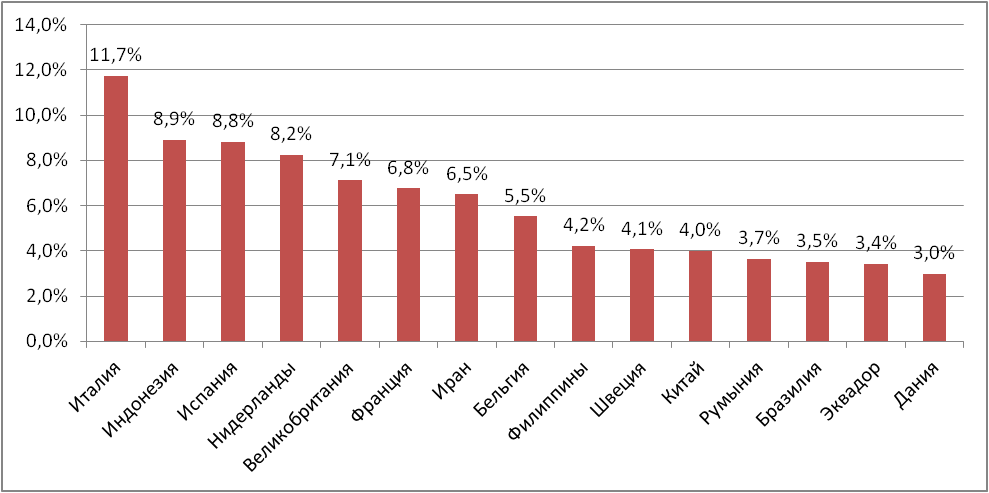 14,0%
12,0%
10,0%
8,0%
6,0%
4,0%
2,0%
0,0%
11,7%
8,9%
8,8%
8,2%
7,1%
6,8%
6,5%
5,5%
4,2%
4,1%
4,0%
3,7%
3,5%
3,4%
3,0%
Италия
Индонезия
Испания
Нидерланды
Великобритания
Франция
Иран
Бельгия
Филиппины
Швеция
Китай
Румыния
Бразилия
Эквадор
Дания